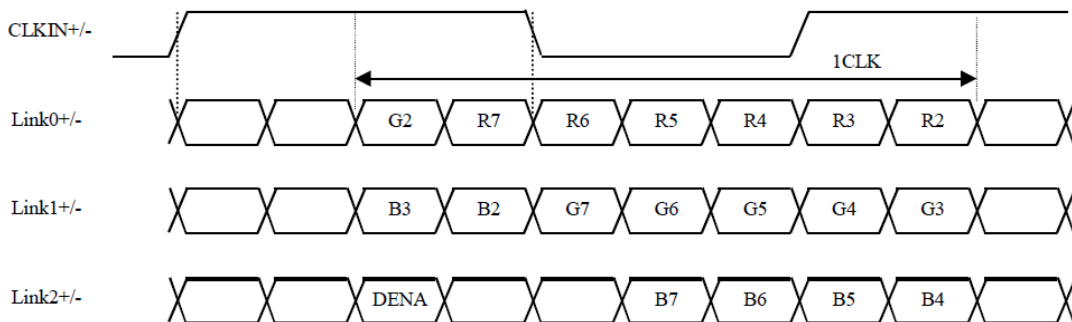 CLKIN+/-
1CLK
Link0+/- G2 R7 R6 R5 R4 R3 R2
Link1+/- B3 B2 G7 G6 G5 G4 G3
Link2+/- DENA B7 B6 B5 B4